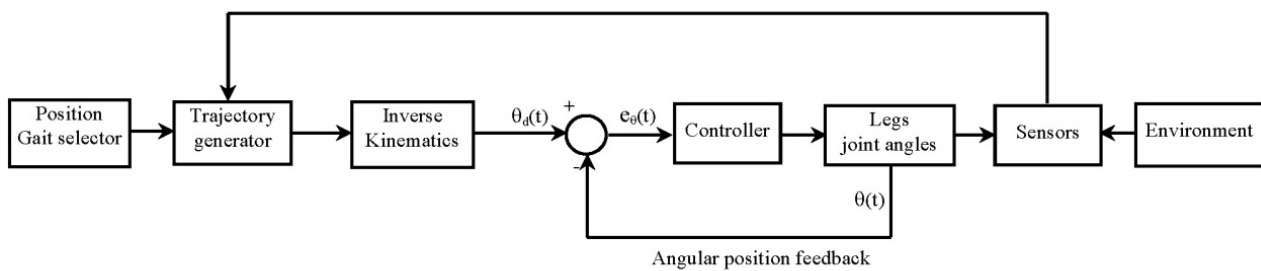 Position
Gait selector
Trajectory
generator
Inverse
Kinematics
θd(t)
+
-
eθ(t)
Controller
Legs
joint angles
Sensors
Environment
θ(t)
Angular position feedback